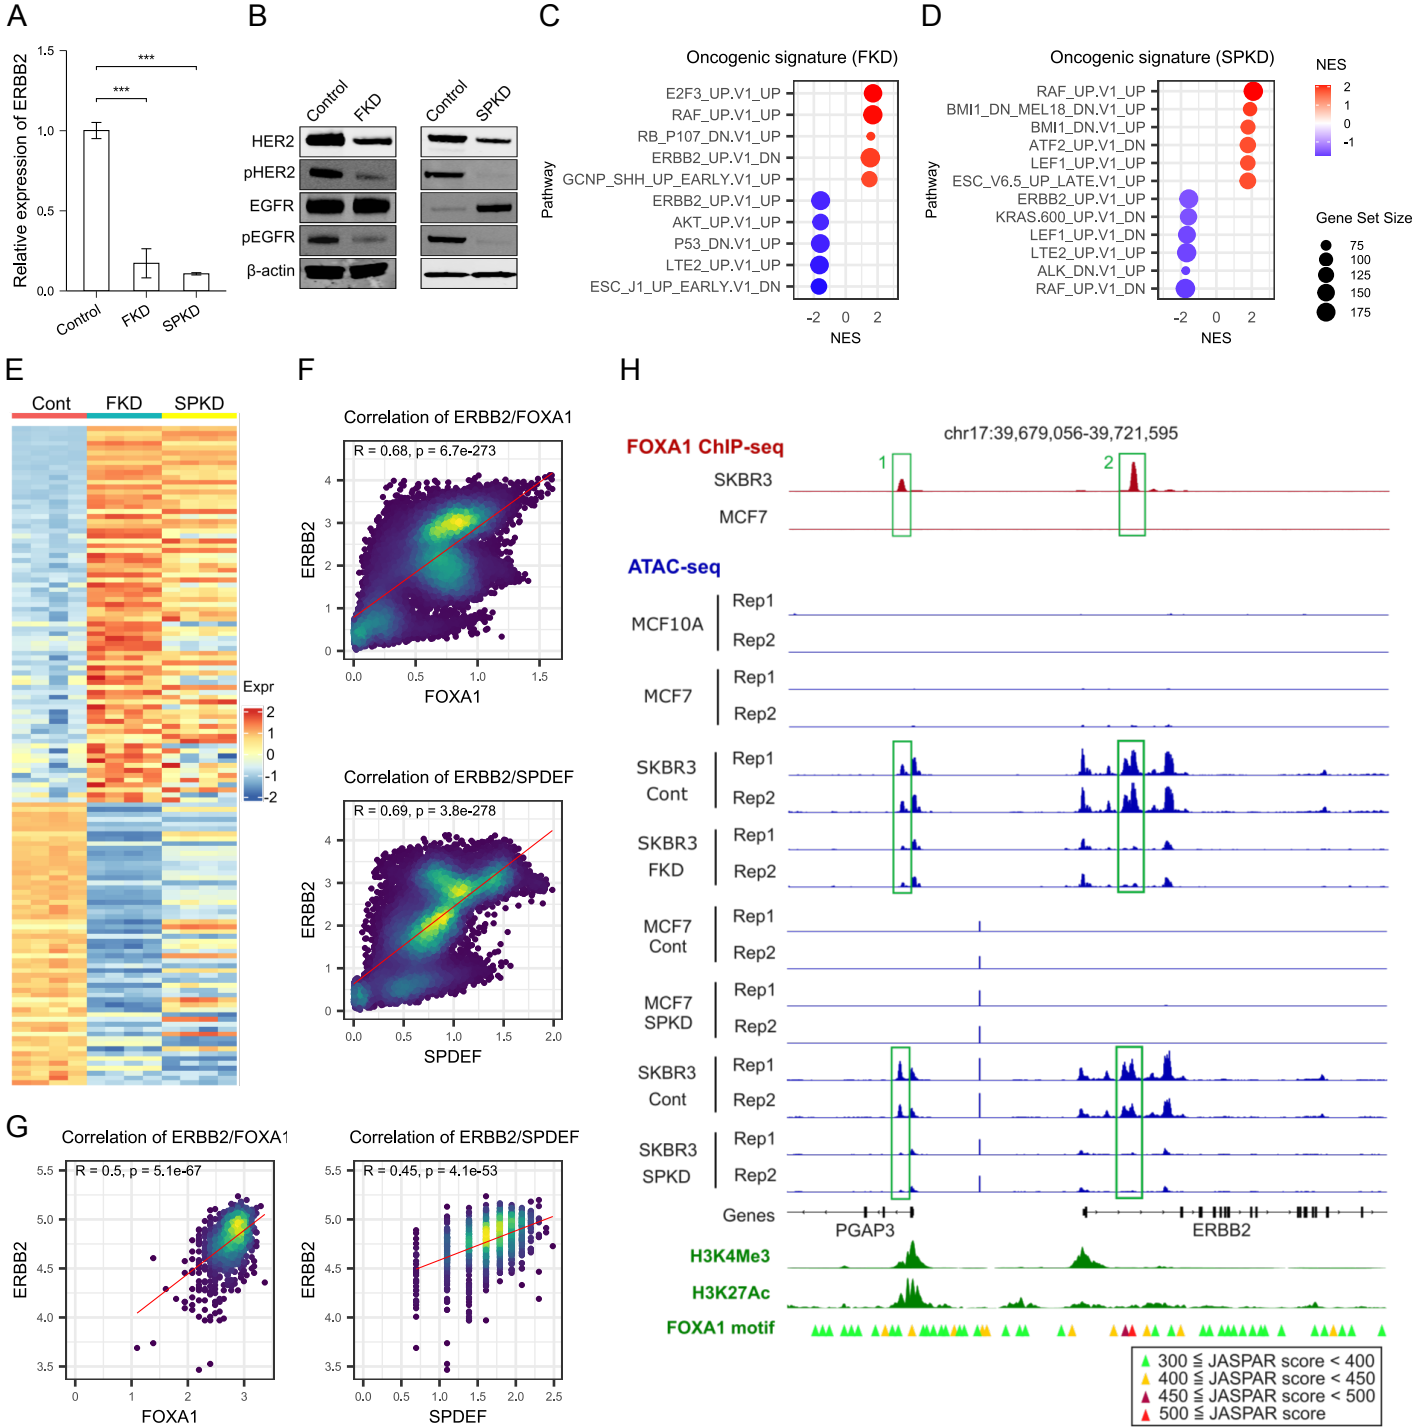 A
Relative expression of ERBB2
1.5
1.0
0.5
0.0
***
***
Control
FKD
SPKD
B
Control
FKD
Control
SPKD
HER2
pHER2
EGFR
pEGFR
β-actin
C
Oncogenic signature (FKD)
Pathway
E2F3_UP.V1_UP
RAF_UP.V1_UP
RB_P107_DN.V1_UP
ERBB2_UP.V1_DN
GCNP_SHH_UP_EARLY.V1_UP
ERBB2_UP.V1_UP
AKT_UP.V1_UP
P53_DN.V1_UP
LTE2_UP.V1_UP
ESC_J1_UP_EARLY.V1_DN
-2 0 2
NES
D
Oncogenic signature (SPKD)
Pathway
RAF_UP.V1_UP
BMI1_DN_MEL18_DN.V1_UP
BMI1_DN.V1_UP
ATF2_UP.V1_DN
LEF1_UP.V1_UP
ESC_V6.5_UP_LATE.V1_UP
ERBB2_UP.V1_UP
KRAS.600_UP.V1_DN
LEF1_UP.V1_DN
LTE2_UP.V1_UP
ALK_DN.V1_UP
RAF_UP.V1_DN
-2 0 2
NES
NES
2
1
0
-1
Gene Set Size
75
100
125
150
175
E
Cont FKD SPKD
Expr
2
1
0
-1
-2
F
Correlation of ERBB2/FOXA1
R = 0.68, p = 6.7e-273
ERBB2
4
3
2
1
0
0.0 0.5 1.0 1.5
FOXA1
Correlation of ERBB2/SPDEF
R = 0.69, p = 3.8e-278
ERBB2
4
3
2
1
0
0.0 0.5 1.0 1.5 2.0
SPDEF
G
Correlation of ERBB2/FOXA1
R = 0.5, p = 5.1e-67
ERBB2
5.5
5.0
4.5
4.0
3.5
0 1 2 3
FOXA1
Correlation of ERBB2/SPDEF
R = 0.45, p = 4.1e-53
ERBB2
5.5
5.0
4.5
4.0
3.5
0 0.5 1.0 1.5 2.0 2.5
SPDEF
H
chr17:39,679,056-39,721,595
FOXA1 ChIP-seq
1
2
SKBR3
MCF7
ATAC-seq
MCF10A
Rep1
Rep2
MCF7
Rep1
Rep2
SKBR3
Cont
Rep1
Rep2
SKBR3
FKD
Rep1
Rep2
MCF7
Cont
Rep1
Rep2
MCF7
SPKD
Rep1
Rep2
SKBR3
Cont
Rep1
Rep2
SKBR3
SPKD
Rep1
Rep2
Genes
PGAP3
ERBB2
H3K4Me3
H3K27Ac
FOXA1 motif
300 ≦ JASPAR score < 400
400 ≦ JASPAR score < 450
450 ≦ JASPAR score < 500
500 ≦ JASPAR score